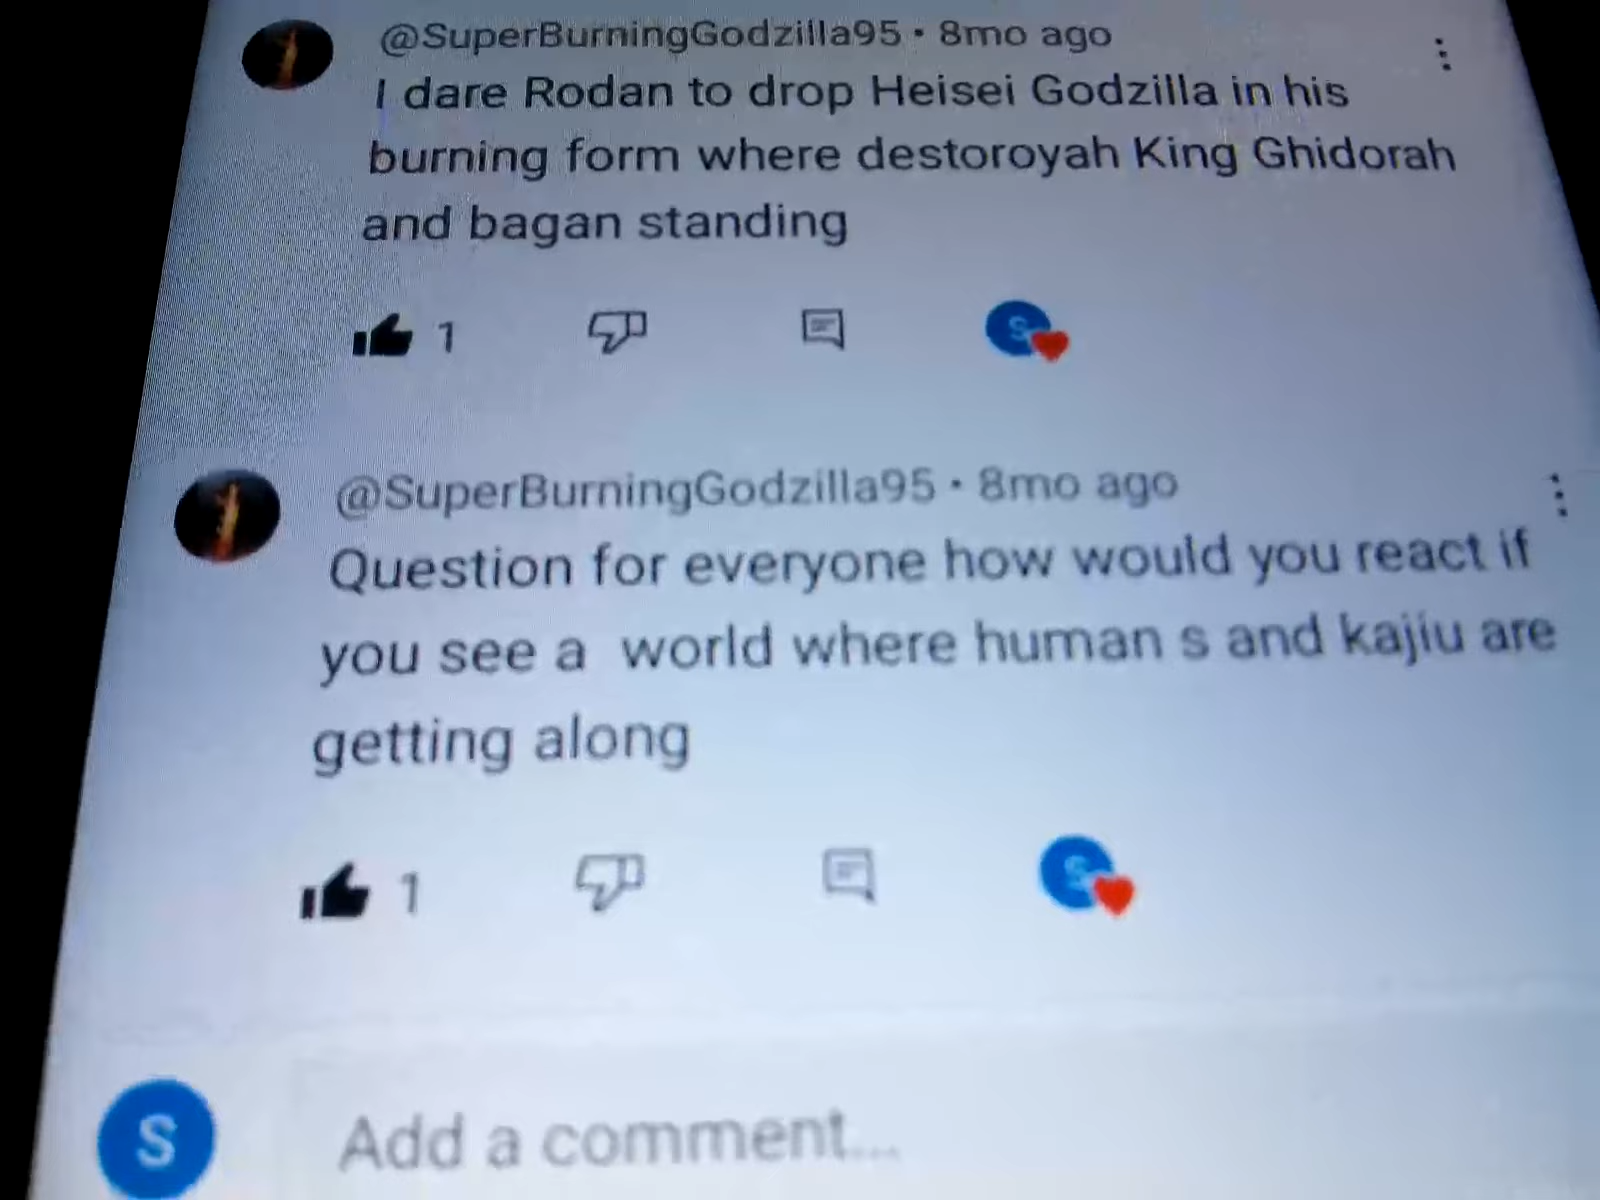 @SuperBurningGodzilla95 • 8mo ago
I dare Rodan to drop Heisei Godzilla in his
burning form where destoroyah King Ghidorah
and bagan standing
1
S
@SuperBurningGodzilla95 • 8mo ago
Question for everyone how would you react if
you see a  world where human s and kajiu are
getting along
1
S
S
Add a comment...